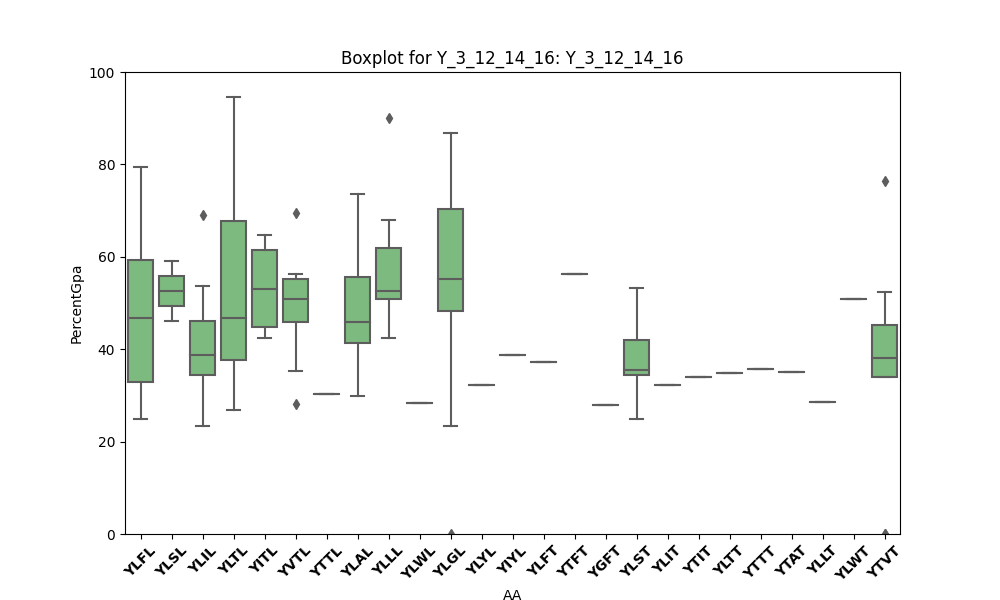 Boxplot for Y_3_12_14_16: Y_3_12_14_16
PercentGpa
100
80
60
40
20
0
YLFL YLSL YLIL YLTL YITL YVTL YTTL YLAL YLLL YLWL YLGL YLYL YIYL YLFT YTFT YGFT YLST YLIT YTIT YLTT YTTT YTAT YLLT YLWT YTVT
AA